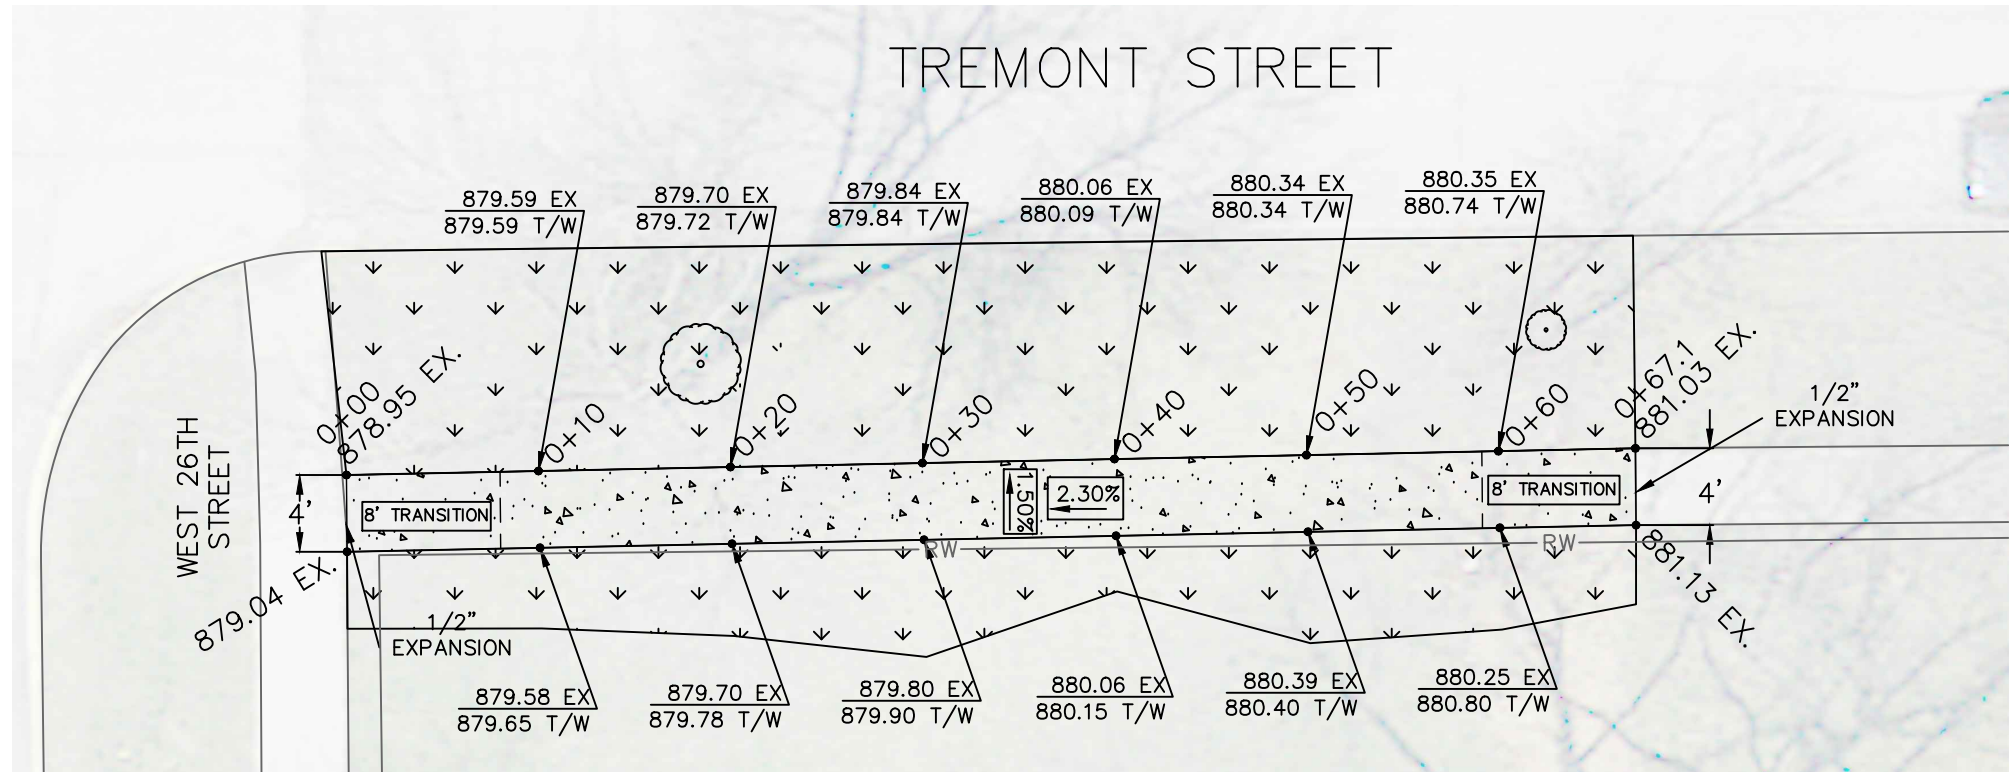 TREMONT STREET
879.59 EX
879.59 T/W
879.70 EX
879.72 T/W
879.84 EX
879.84 T/W
880.06 EX
880.09 T/W
880.34 EX
880.34 T/W
880.35 EX
880.74 T/W
0+00
878.95 EX.
0+10
0+20
0+30
0+40
0+50
0+60
0+67.1
881.03 EX.
1/2"
EXPANSION
WEST 26TH
STREET
4'
8' TRANSITION
1.50%
2.30%
8' TRANSITION
4'
RW
RW
879.04 EX.
881.13 EX.
1/2"
EXPANSION
879.58 EX
879.65 T/W
879.70 EX
879.78 T/W
879.80 EX
879.90 T/W
880.06 EX
880.15 T/W
880.39 EX
880.40 T/W
880.25 EX
880.80 T/W